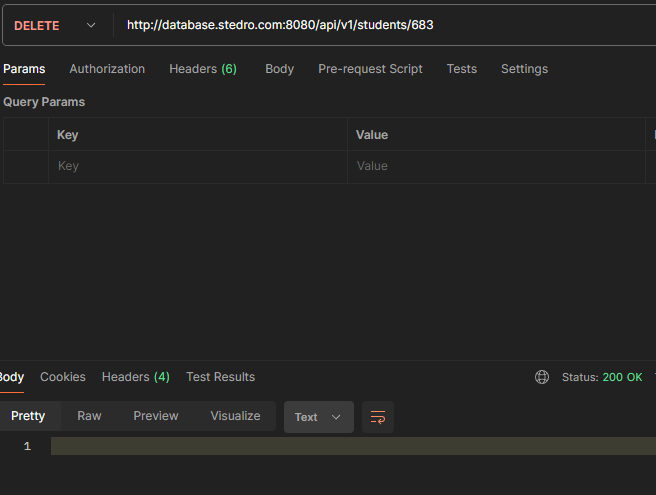 DELETE http://database.stedro.com:8080/api/v1/students/683
Params Authorization Headers (6) Body Pre-request Script Tests Settings
Query Params
Key Value
Key Value
Body Cookies Headers (4) Test Results Status: 200 OK
Pretty Raw Preview Visualize Text
1